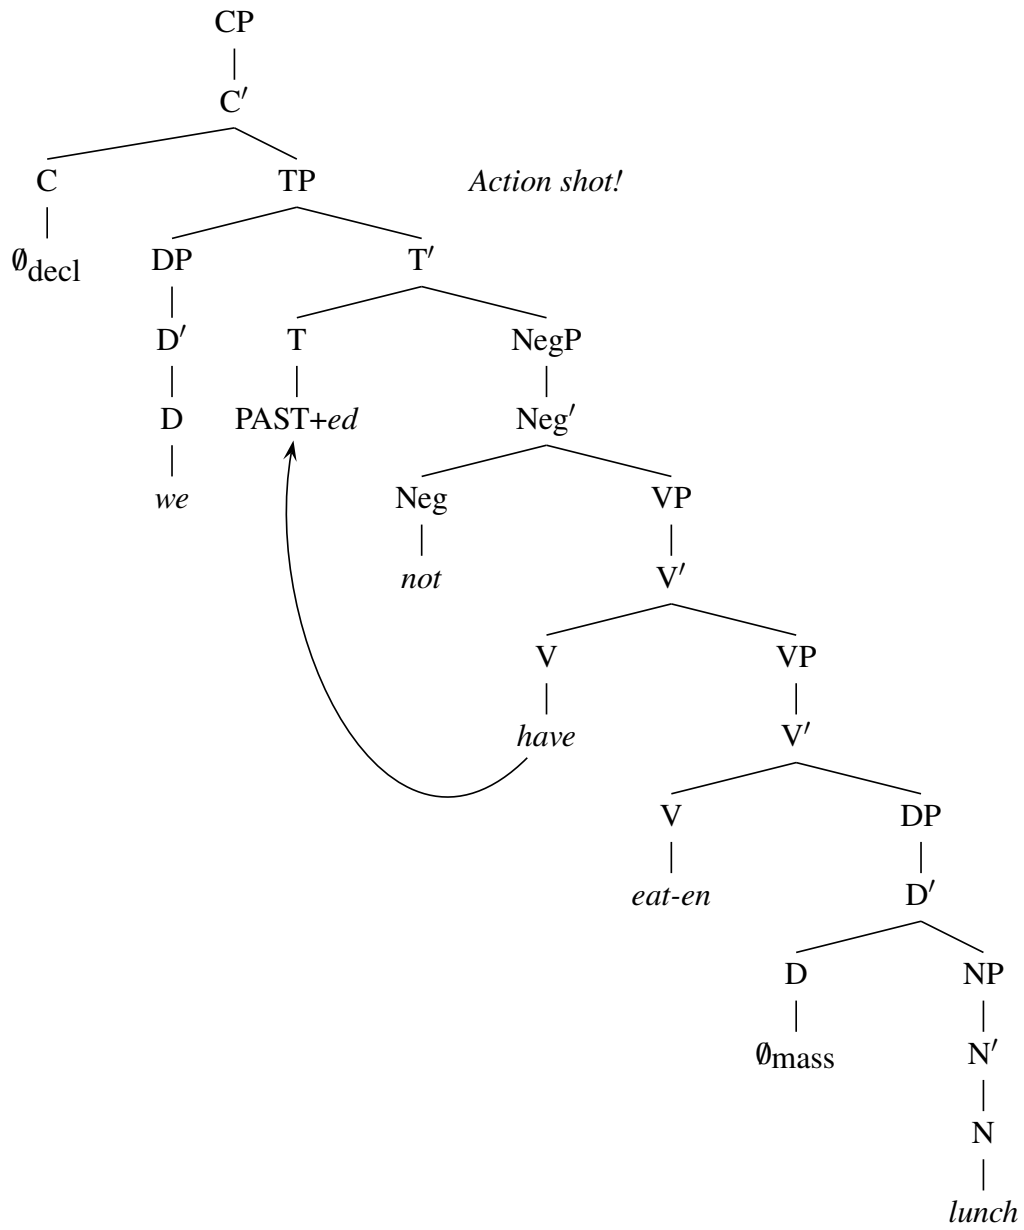 CP
C′
C TP Action shot!
∅decl DP T′
D′ T NegP
D PAST+ed Neg′
we Neg VP
not V′
V VP
have V′
V DP
eat-en D′
D NP
∅mass N′
N
lunch